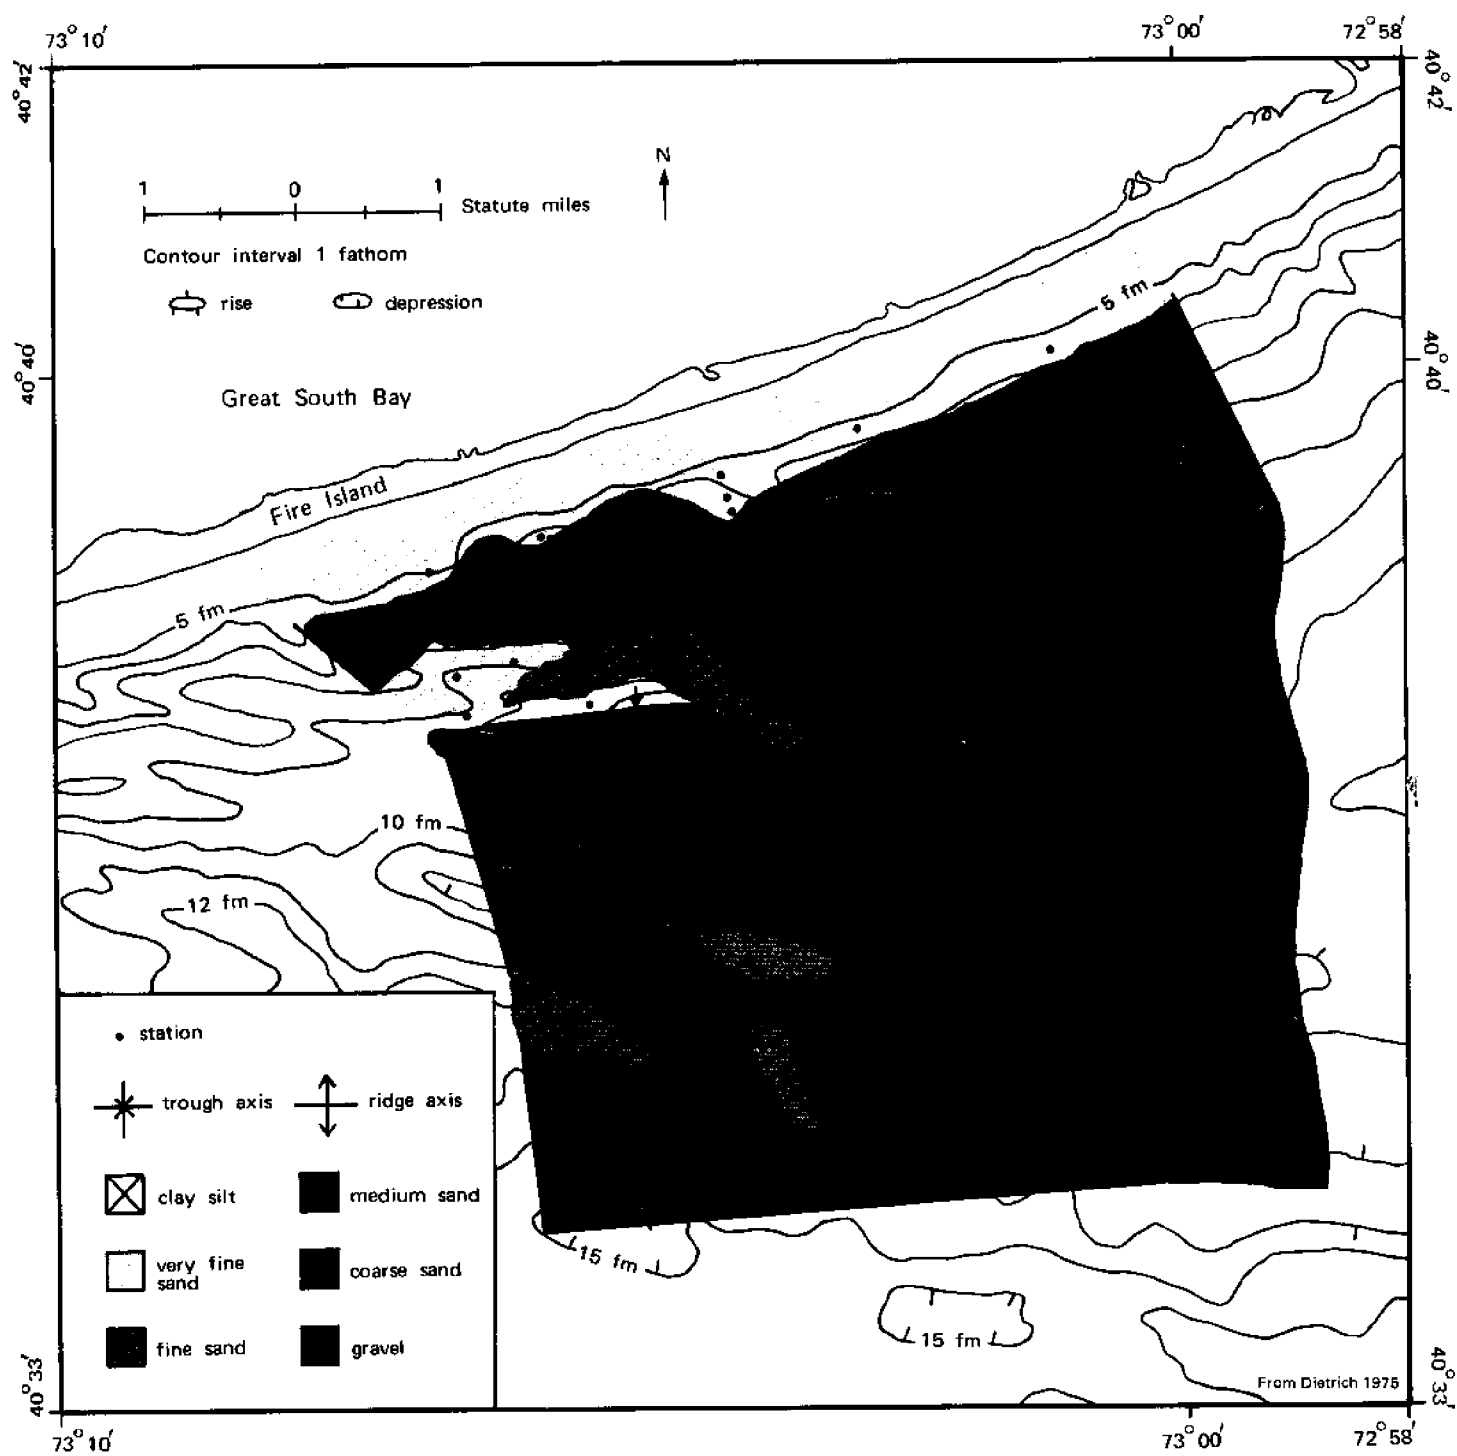 73°10'
73°00'
72°58'
40°42'
40°42'
1 0 1
Statute miles
N
Contour interval 1 fathom
rise
depression
5 fm
40°40'
40°40'
Great South Bay
Fire Island
5 fm
10 fm
12 fm
station
trough axis
ridge axis
clay silt
medium sand
very fine
sand
coarse sand
fine sand
gravel
15 fm
15 fm
From Dietrich 1975
40°33'
40°33'
73°10'
73°00'
72°58'